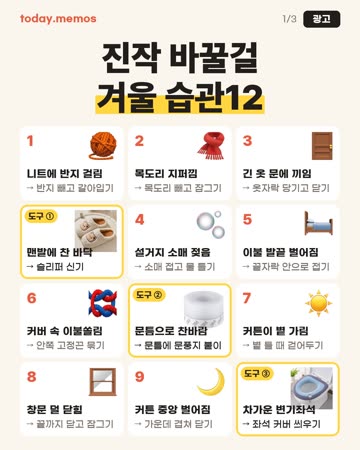 today.memos
1/3 광고
진작 바꿀걸
겨울 습관12
1
니트에 반지 걸림
→ 반지 빼고 갈아입기
2
목도리 지퍼낌
→ 목도리 빼고 잠그기
3
긴 옷 문에 끼임
→ 옷자락 당기고 닫기
도구 ①
맨발에 찬 바닥
→ 슬리퍼 신기
4
설거지 소매 젖음
→ 소매 접고 물 틀기
5
이불 발끝 벌어짐
→ 끝자락 안으로 접기
6
커버 속 이불쏠림
→ 안쪽 고정끈 묶기
도구 ②
문틈으로 찬바람
→ 문틀에 문풍지 붙이
7
커튼이 볕 가림
→ 볕 들 때 걷어두기
8
창문 덜 닫힘
→ 끝까지 닫고 잠그기
9
커튼 중앙 벌어짐
→ 가운데 겹쳐 닫기
도구 ③
차가운 변기좌석
→ 좌석 커버 씌우기